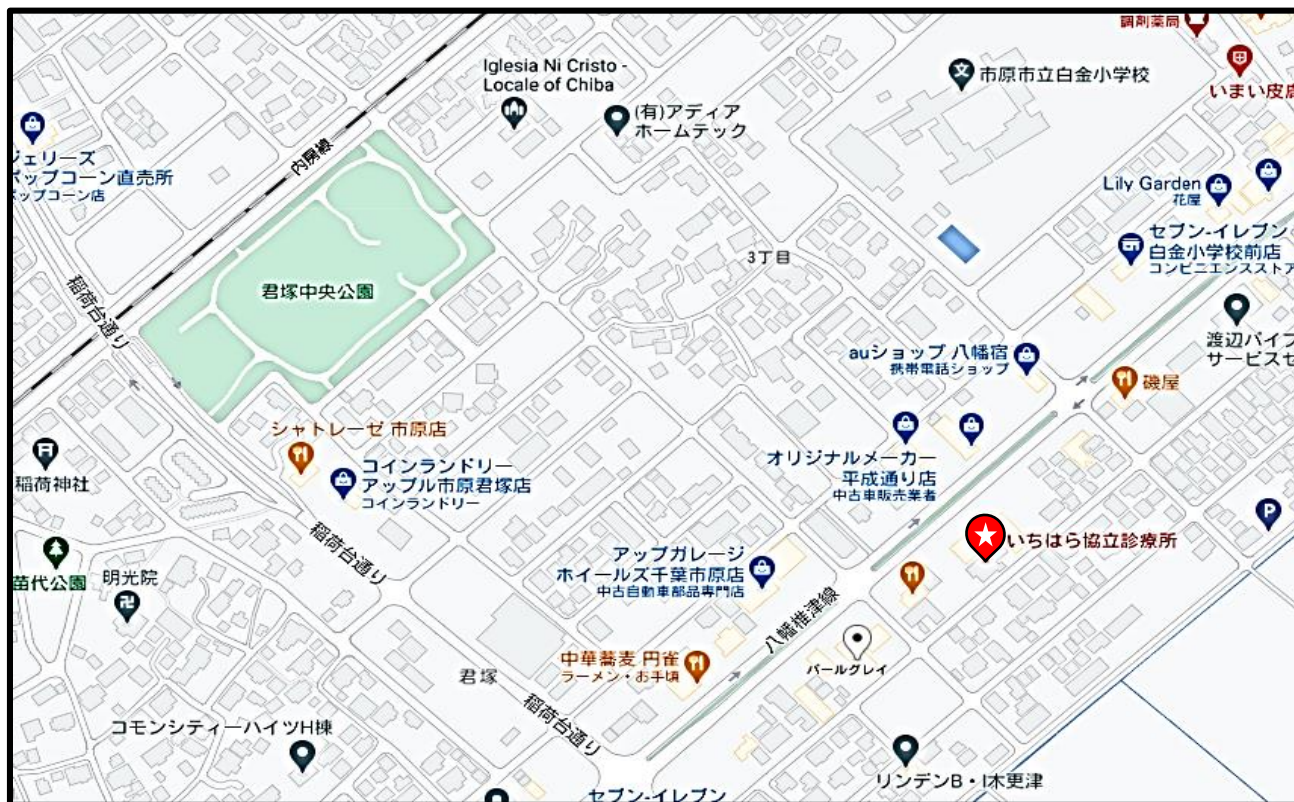 調剤薬局
Iglesia Ni Cristo -
Locale of Chiba
市原市立白金小学校
いまい皮膚
(有)アディア
ホームテック
内房線
ジェリーズ
ポップコーン直売所
ポップコーン店
Lily Garden
花屋
セブン-イレブン
白金小学校前店
コンビニエンスストア
3丁目
君塚中央公園
稲荷台通り
渡辺パイプ
サービスセ
auショップ 八幡宿
携帯電話ショップ
磯屋
シャトレーゼ 市原店
稲荷神社
コインランドリー
アップル市原君塚店
コインランドリー
オリジナルメーカー
平成通り店
中古車販売業者
P
稲荷台通り
いちはら協立診療所
苗代公園
明光院
アップガレージ
ホイールズ千葉市原店
中古自動車部品専門店
八幡椎津線
パールグレイ
中華蕎麦 円雀
ラーメン・お手頃
君塚
稲荷台通り
コモンシティーハイツH棟
リンデンB・I木更津
セブン-イレブン